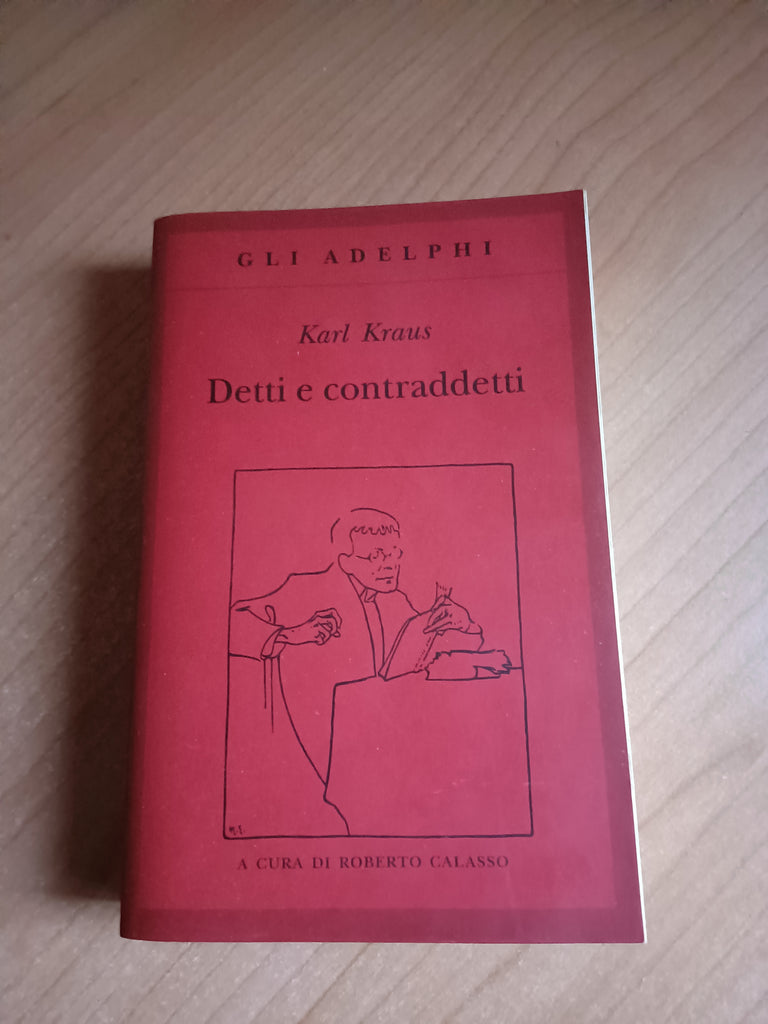 GLI ADELPHI
Karl Kraus
Detti e contraddetti
A CURA DI ROBERTO CALASSO